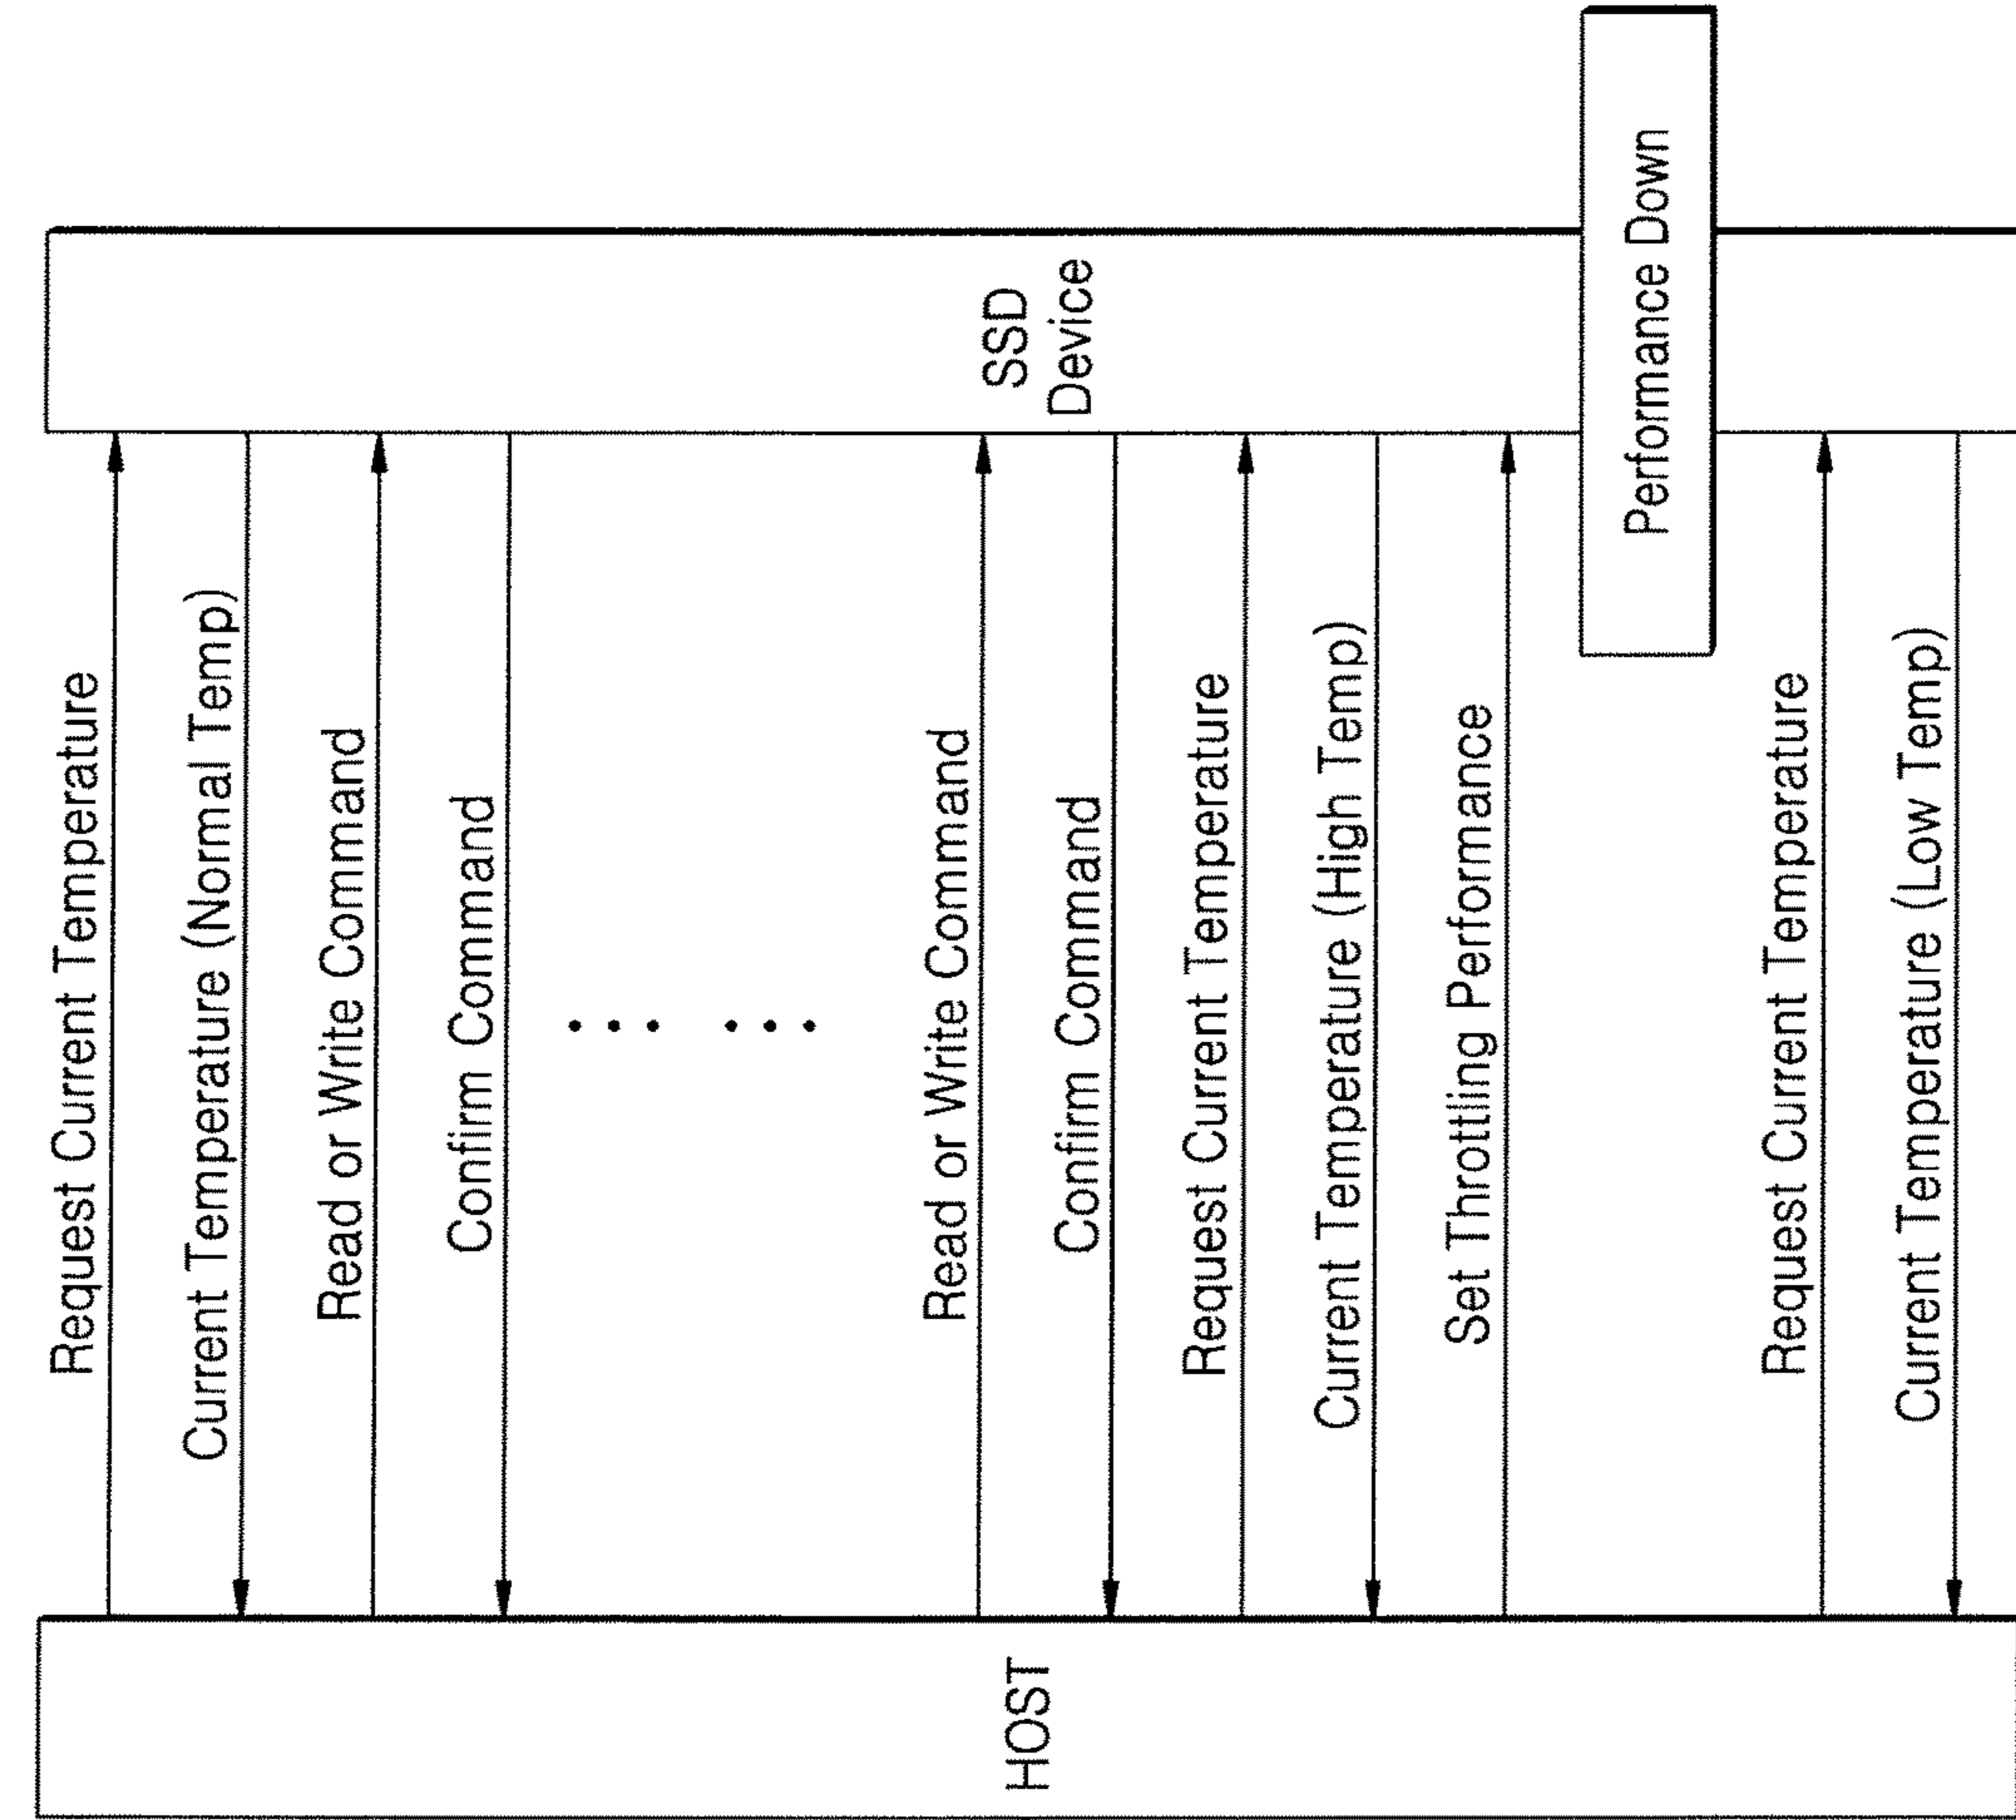 HOST
Request Current Temperature
Current Temperature (Normal Temp)
Read or Write Command
Confirm Command
... ...
Read or Write Command
Confirm Command
Request Current Temperature
Current Temperature (High Temp)
Set Throttling Performance
Request Current Temperature
Current Temperature (Low Temp)
SSD
Device
Performance Down